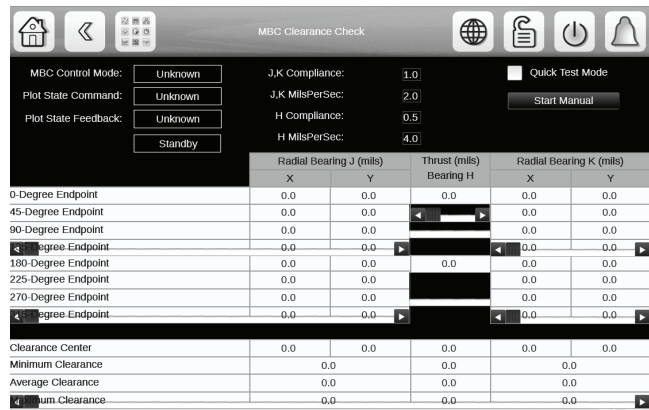 MBC Clearance Check
MBC Control Mode: Unknown J,K Compliance: 1.0 Quick Test Mode
Plot State Command: Unknown J,K MilsPerSec: 2.0 Start Manual
Plot State Feedback: Unknown H Compliance: 0.5
Standby H MilsPerSec: 4.0
Radial Bearing J (mils) Thrust (mils) Radial Bearing K (mils)
X Y Bearing H X Y
0-Degree Endpoint 0.0 0.0 0.0 0.0 0.0
45-Degree Endpoint 0.0 0.0 0.0 0.0
90-Degree Endpoint 0.0 0.0 0.0 0.0
Degree Endpoint 0.0 0.0 0.0 0.0
180-Degree Endpoint 0.0 0.0 0.0 0.0 0.0
225-Degree Endpoint 0.0 0.0 0.0 0.0
270-Degree Endpoint 0.0 0.0 0.0 0.0
Degree Endpoint 0.0 0.0 0.0 0.0
Clearance Center 0.0 0.0 0.0 0.0 0.0
Minimum Clearance 0.0 0.0 0.0
Average Clearance 0.0 0.0 0.0
Maximum Clearance 0.0 0.0 0.0